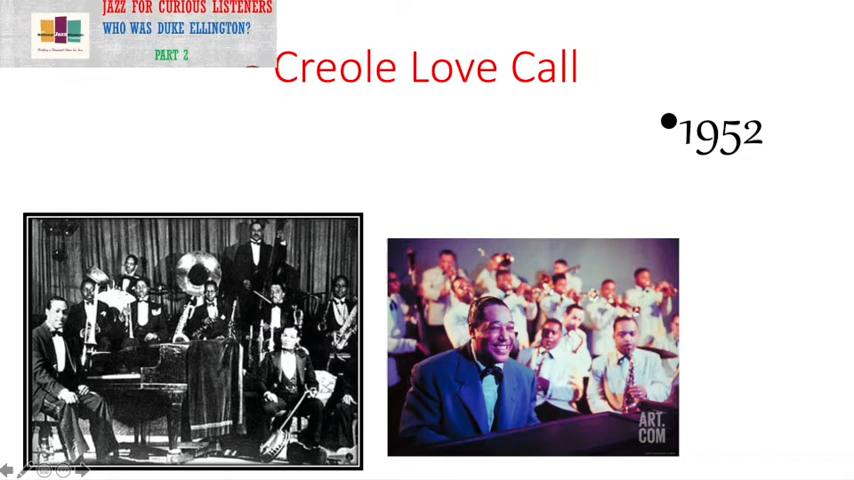 JAZZ FOR CURIOUS LISTENERS
WHO WAS DUKE ELLINGTON?
PART 2
Creole Love Call
•1952
ART.
COM